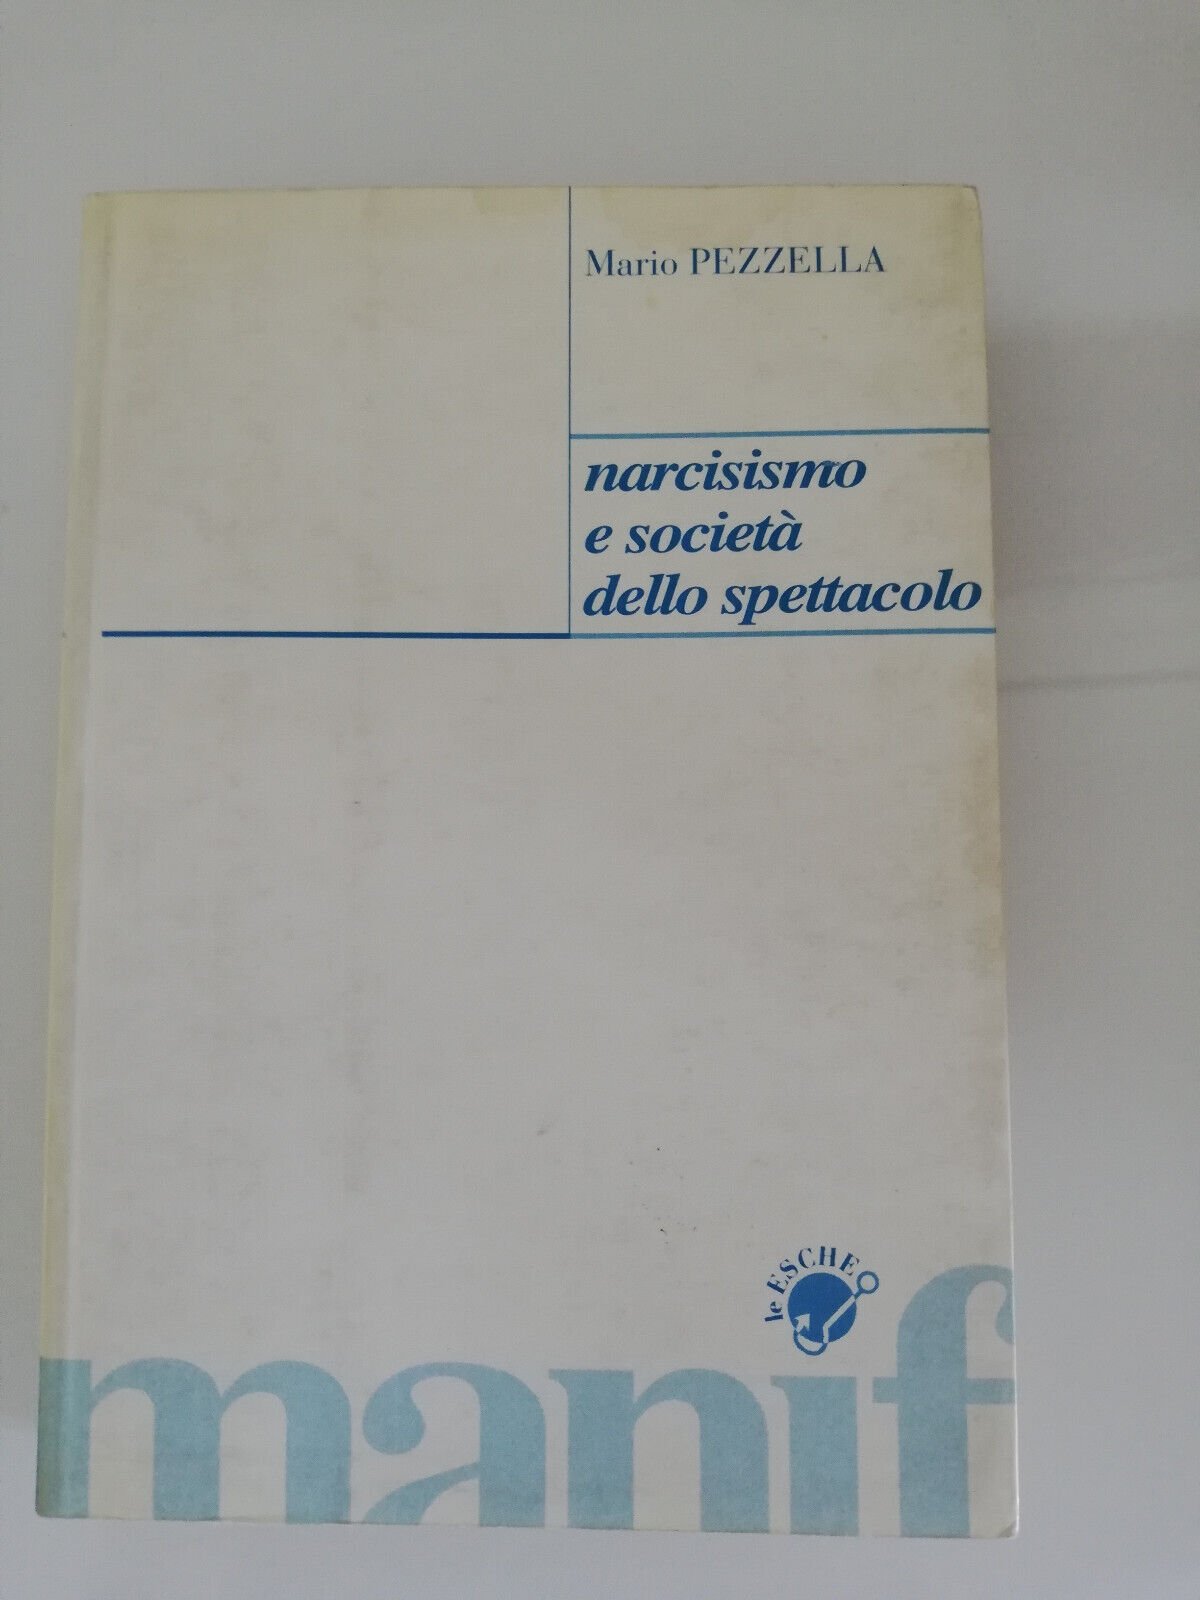 Mario PEZZELLA
narcisismo
e società
dello spettacolo
le ESCHE
manif